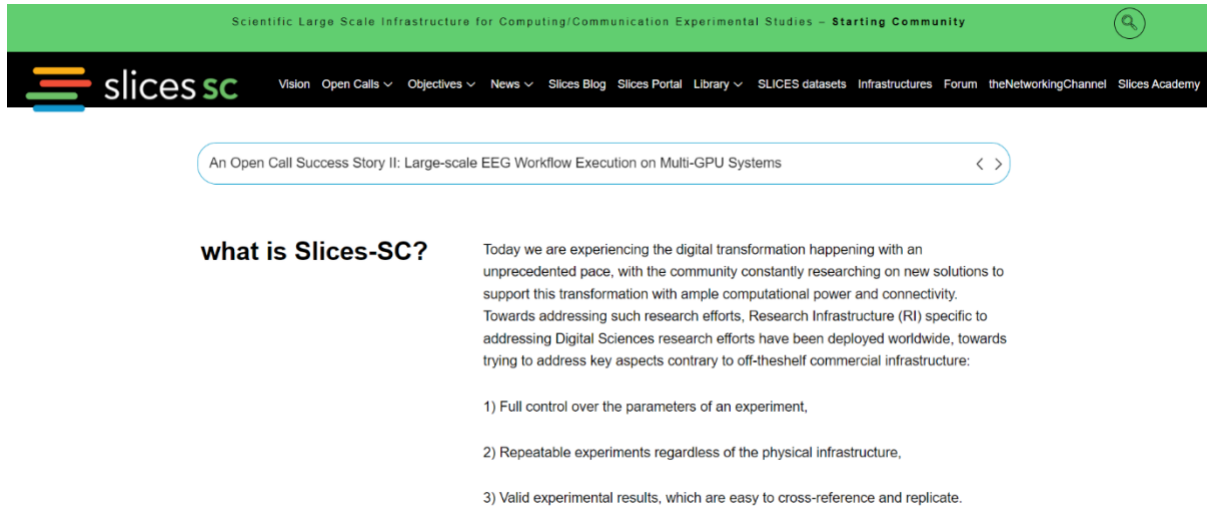 Scientific Large Scale Infrastructure for Computing/Communication Experimental Studies – Starting Community
slices sc
Vision Open Calls Objectives News Slices Blog Slices Portal Library SLICES datasets Infrastructures Forum theNetworkingChannel Slices Academy
An Open Call Success Story II: Large-scale EEG Workflow Execution on Multi-GPU Systems
what is Slices-SC?
Today we are experiencing the digital transformation happening with an
unprecedented pace, with the community constantly researching on new solutions to
support this transformation with ample computational power and connectivity.
Towards addressing such research efforts, Research Infrastructure (RI) specific to
addressing Digital Sciences research efforts have been deployed worldwide, towards
trying to address key aspects contrary to off-theshelf commercial infrastructure:
1) Full control over the parameters of an experiment,
2) Repeatable experiments regardless of the physical infrastructure,
3) Valid experimental results, which are easy to cross-reference and replicate.